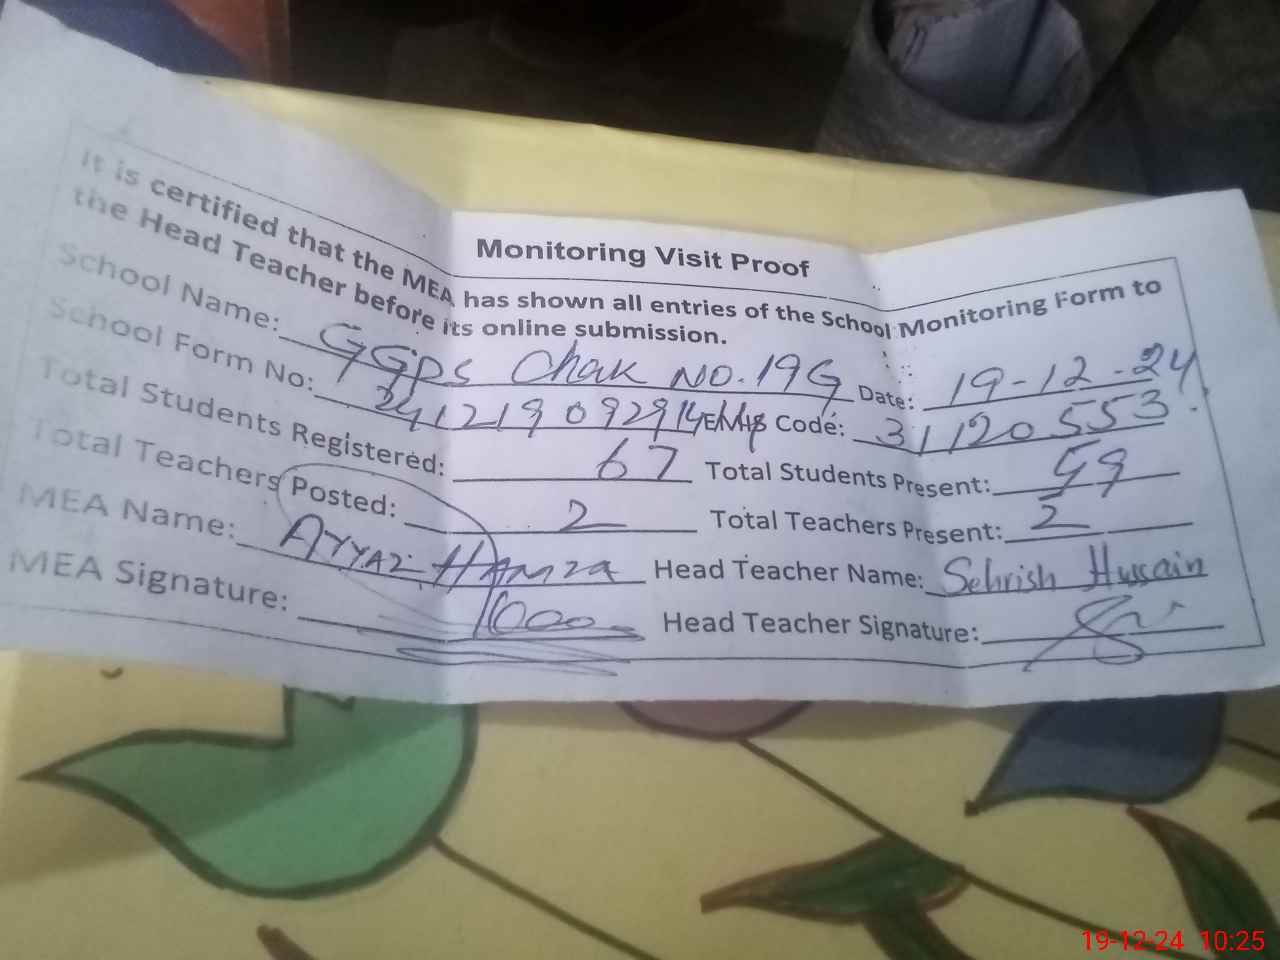 Monitoring Visit Proof
It is certified that the MEA has shown all entries of the School Monitoring Form to
the Head Teacher before its online submission.
School Name: GGPS Chak No. 19G Date: 19-12-24
School Form No: Code: 31120553
Total Students Registered: 67 Total Students Present: 59
Total Teachers Posted: 2 Total Teachers Present: 2
MEA Name: Ayyaz Hamza Head Teacher Name: Sehrish Hussain
MEA Signature: Head Teacher Signature:
19-12-24 10:25